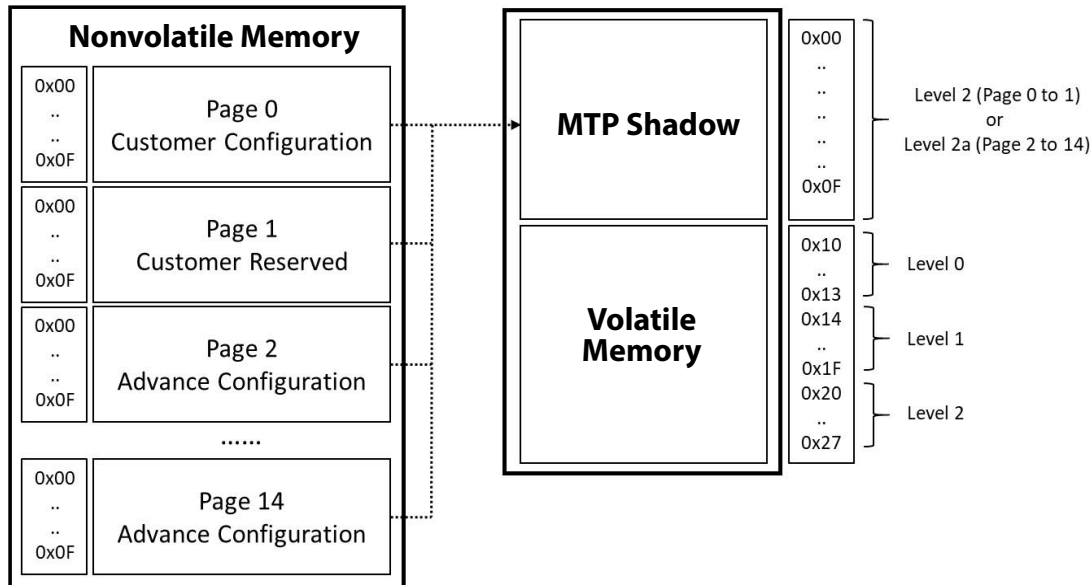 Nonvolatile Memory
0x00
..
..
0x0F
Page 0
Customer Configuration
0x00
..
..
0x0F
Page 1
Customer Reserved
0x00
..
..
0x0F
Page 2
Advance Configuration
......
0x00
..
..
0x0F
Page 14
Advance Configuration
MTP Shadow
0x00
..
..
..
..
..
0x0F
Level 2 (Page 0 to 1)
or
Level 2a (Page 2 to 14)
Volatile
Memory
0x10
..
0x13
0x14
..
0x1F
0x20
..
0x27
Level 0
Level 1
Level 2